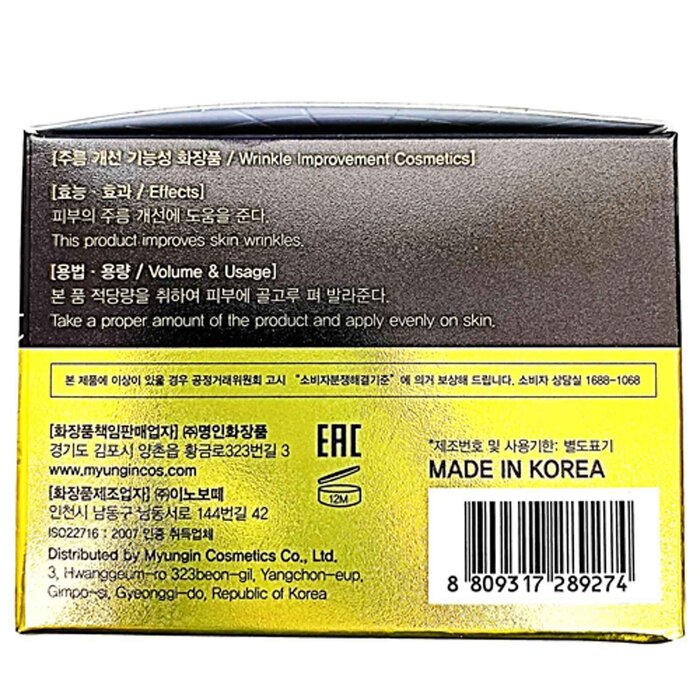 [주름 개선 기능성 화장품 / Wrinkle Improvement Cosmetics]
[효능 · 효과 / Effects]
피부의 주름 개선에 도움을 준다.
This product improves skin wrinkles.
[용법 · 용량 / Volume & Usage]
본 품 적당량을 취하여 피부에 골고루 펴 발라준다.
Take a proper amount of the product and apply evenly on skin.
본 제품에 이상이 있을 경우 공정거래위원회 고시 "소비자분쟁해결기준" 에 의거 보상해 드립니다. 소비자 상담실 1688-1068
[화장품책임판매업자] ㈜명인화장품
경기도 김포시 양촌읍 황금로323번길 3
www.myungincos.com
[화장품제조업자] ㈜이노보떼
인천시 남동구 남동서로 144번길 42
ISO22716 : 2007 인증 취득업체
Distributed by Myungin Cosmetics Co., Ltd.
3, Hwanggeum-ro 323beon-gil, Yangchon-eup,
Gimpo-si, Gyeonggi-do, Republic of Korea
EAC
12M
*제조번호 및 사용기한: 별도표기
MADE IN KOREA
8 809317 289274